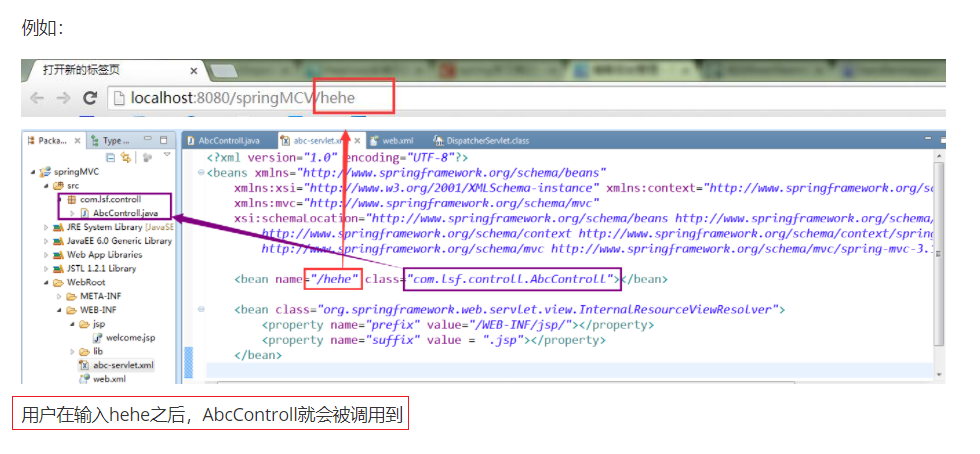 例如：
打开新的标签页
localhost:8080/springMCV/hehe
Packa...
Type ...
AbcControll.java
abc-servlet.xml
web.xml
DispatcherServlet.class
springMVC
src
com.lsf.controll
AbcControll.java
JRE System Library [JavaSE
JavaEE 6.0 Generic Library
Web App Libraries
JSTL 1.2.1 Library
WebRoot
META-INF
WEB-INF
jsp
welcome.jsp
lib
abc-servlet.xml
web.xml
<?xml version="1.0" encoding="UTF-8"?>
<beans xmlns="http://www.springframework.org/schema/beans"
xmlns:xsi="http://www.w3.org/2001/XMLSchema-instance" xmlns:context="http://www.springframework.org/sc
xmlns:mvc="http://www.springframework.org/schema/mvc"
xsi:schemaLocation="http://www.springframework.org/schema/beans http://www.springframework.org/schema/
http://www.springframework.org/schema/context http://www.springframework.org/schema/context/spring
http://www.springframework.org/schema/mvc http://www.springframework.org/schema/mvc/spring-mvc-3.
<bean name="/hehe" class="com.lsf.controll.AbcControll"></bean>
<bean class="org.springframework.web.servlet.view.InternalResourceViewResolver">
<property name="prefix" value="/WEB-INF/jsp/"></property>
<property name="suffix" value = ".jsp"></property>
</bean>
用户在输入hehe之后，AbcControll就会被调用到